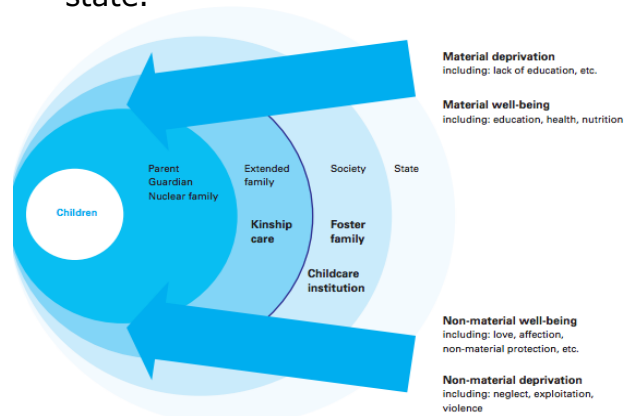 state.
Material deprivation
including: lack of education, etc.
Material well-being
including: education, health, nutrition
Parent
Guardian
Nuclear family
Extended
family
Society
State
Children
Kinship
care
Foster
family
Childcare
institution
Non-material well-being
including: love, affection,
non-material protection, etc.
Non-material deprivation
including: neglect, exploitation,
violence